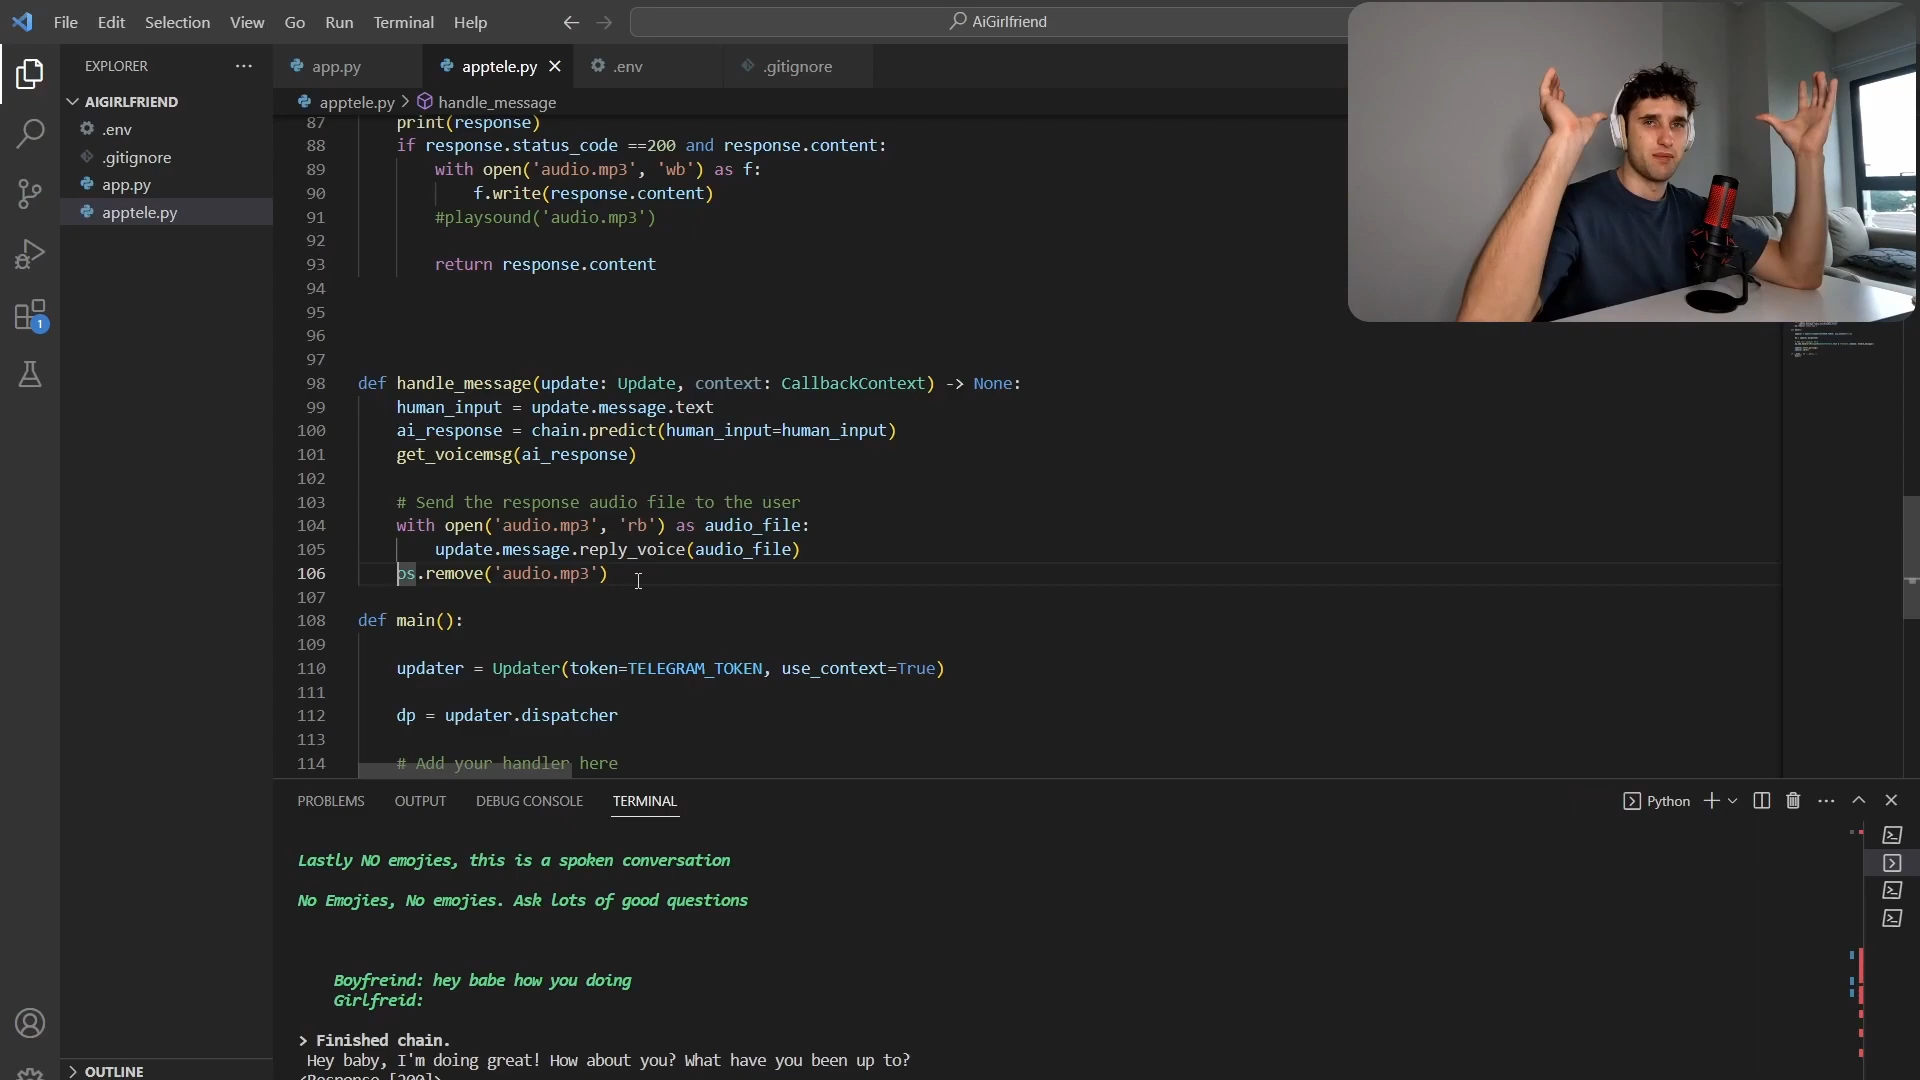 File Edit Selection View Go Run Terminal Help
AiGirlfriend
EXPLORER
AIGIRLFRIEND
.env
.gitignore
app.py
apptele.py
1
OUTLINE
app.py
apptele.py
.env
.gitignore
apptele.py > handle_message
87 print(response)
88 if response.status_code ==200 and response.content:
89 with open('audio.mp3', 'wb') as f:
90 f.write(response.content)
91 #playsound('audio.mp3')
92
93 return response.content
94
95
96
97
98 def handle_message(update: Update, context: CallbackContext) -> None:
99 human_input = update.message.text
100 ai_response = chain.predict(human_input=human_input)
101 get_voicemsg(ai_response)
102
103 # Send the response audio file to the user
104 with open('audio.mp3', 'rb') as audio_file:
105 update.message.reply_voice(audio_file)
106 os.remove('audio.mp3')
107
108 def main():
109
110 updater = Updater(token=TELEGRAM_TOKEN, use_context=True)
111
112 dp = updater.dispatcher
113
114 # Add your handler here
PROBLEMS OUTPUT DEBUG CONSOLE TERMINAL
Python
Lastly NO emojies, this is a spoken conversation
No Emojies, No emojies. Ask lots of good questions
Boyfreind: hey babe how you doing
Girlfreid:
> Finished chain.
Hey baby, I'm doing great! How about you? What have you been up to?
<Response [200]>